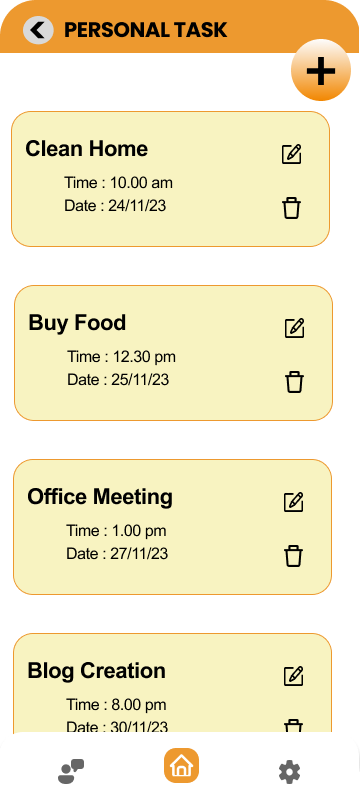 PERSONAL TASK
Clean Home
Time : 10.00 am
Date : 24/11/23
Buy Food
Time : 12.30 pm
Date : 25/11/23
Office Meeting
Time : 1.00 pm
Date : 27/11/23
Blog Creation
Time : 8.00 pm
Date : 30/11/23